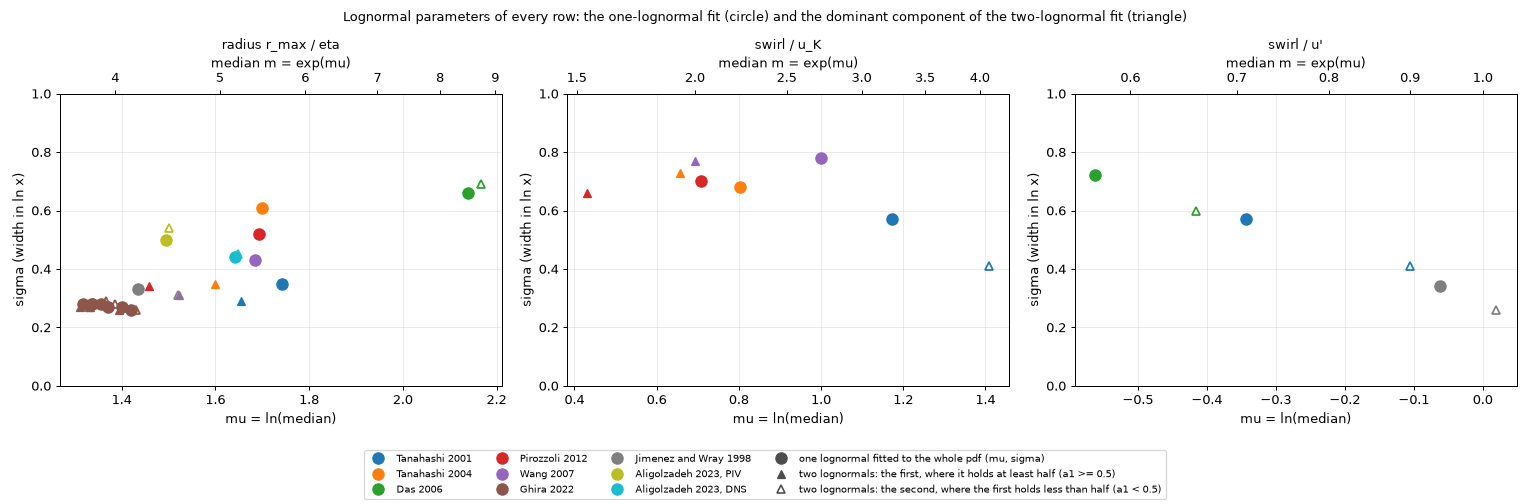 Lognormal parameters of every row: the one-lognormal fit (circle) and the dominant component of the two-lognormal fit (triangle)
radius r_max / eta
median m = exp(mu)
4 5 6 7 8 9
1.0
0.8
0.6
0.4
0.2
0.0
sigma (width in ln x)
1.4 1.6 1.8 2.0 2.2
mu = ln(median)
swirl / u_K
median m = exp(mu)
1.5 2.0 2.5 3.0 3.5 4.0
1.0
0.8
0.6
0.4
0.2
0.0
sigma (width in ln x)
0.4 0.6 0.8 1.0 1.2 1.4
mu = ln(median)
swirl / u'
median m = exp(mu)
0.6 0.7 0.8 0.9 1.0
1.0
0.8
0.6
0.4
0.2
0.0
sigma (width in ln x)
−0.5 −0.4 −0.3 −0.2 −0.1 0.0
mu = ln(median)
Tanahashi 2001
Tanahashi 2004
Das 2006
Pirozzoli 2012
Wang 2007
Ghira 2022
Jimenez and Wray 1998
Aligolzadeh 2023, PIV
Aligolzadeh 2023, DNS
one lognormal fitted to the whole pdf (mu, sigma)
two lognormals: the first, where it holds at least half (a1 >= 0.5)
two lognormals: the second, where the first holds less than half (a1 < 0.5)